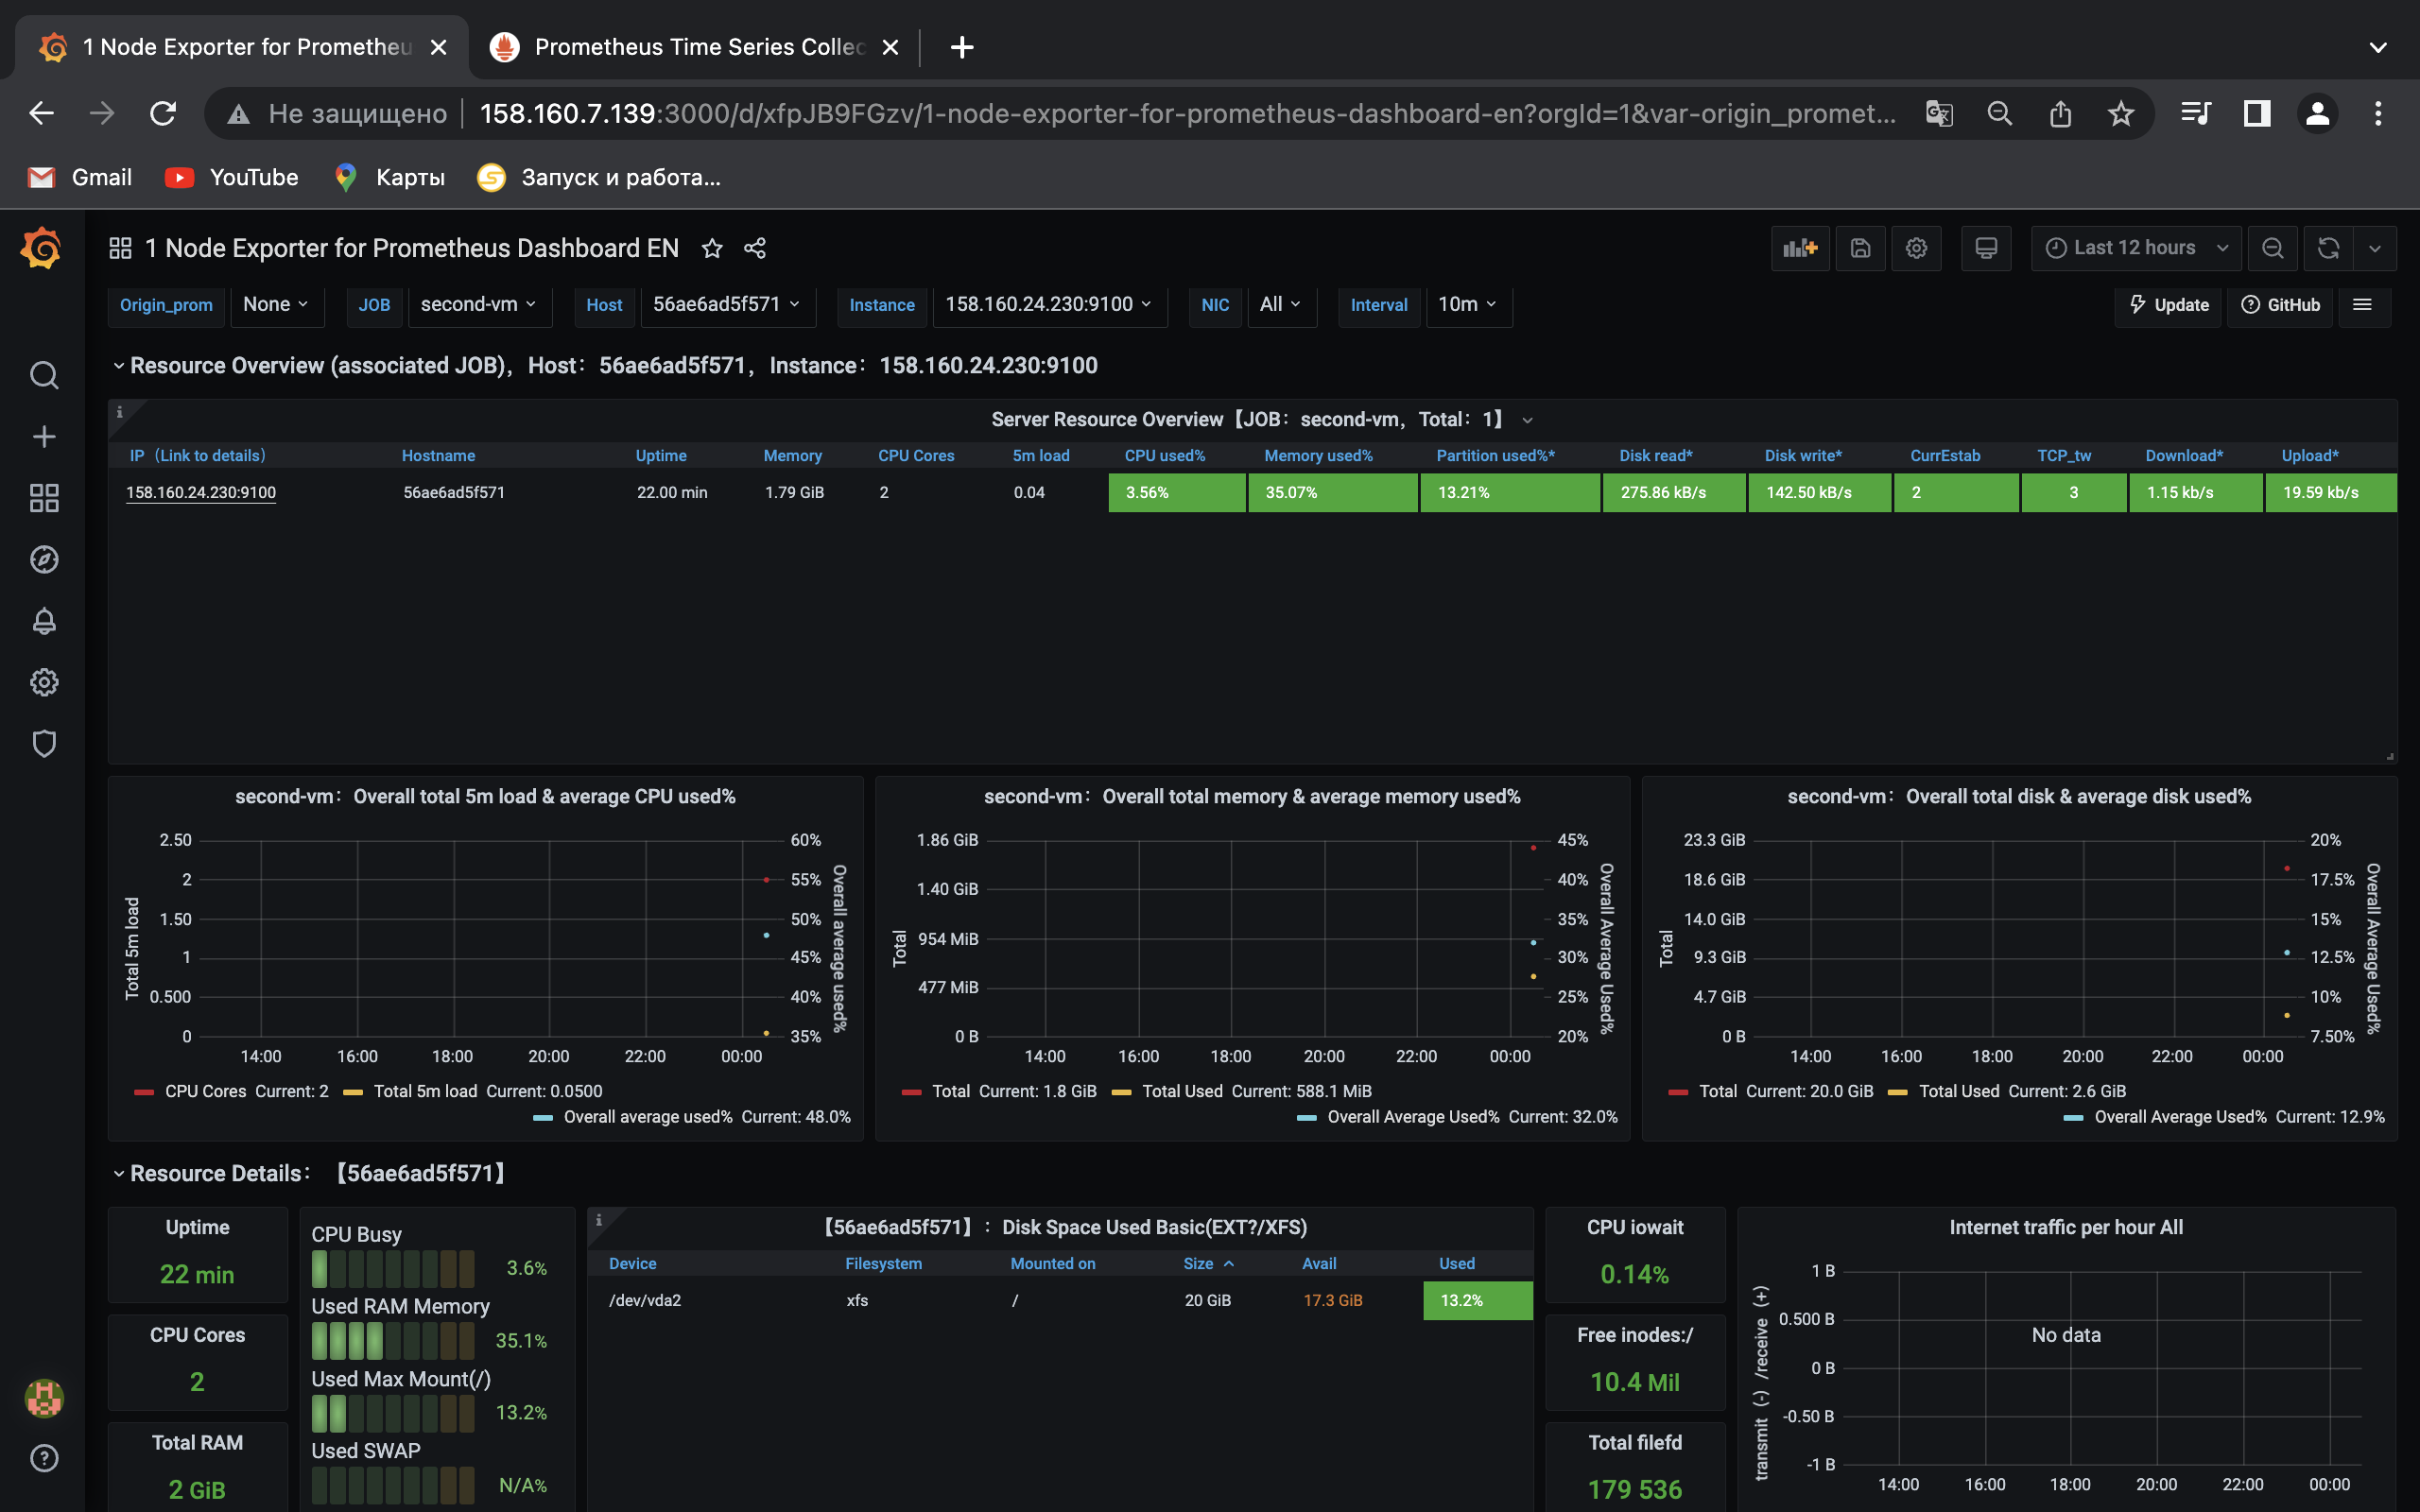 1 Node Exporter for Prometheu
Prometheus Time Series Collec
Не защищено 158.160.7.139:3000/d/xfpJB9FGzv/1-node-exporter-for-prometheus-dashboard-en?orgId=1&var-origin_promet...
Gmail YouTube Карты Запуск и работа...
1 Node Exporter for Prometheus Dashboard EN
Last 12 hours
Origin_prom None JOB second-vm Host 56ae6ad5f571 Instance 158.160.24.230:9100 NIC All Interval 10m Update GitHub
Resource Overview (associated JOB)，Host：56ae6ad5f571，Instance：158.160.24.230:9100
Server Resource Overview【JOB：second-vm，Total：1】
IP（Link to details） Hostname Uptime Memory CPU Cores 5m load CPU used% Memory used% Partition used%* Disk read* Disk write* CurrEstab TCP_tw Download* Upload*
158.160.24.230:9100 56ae6ad5f571 22.00 min 1.79 GiB 2 0.04 3.56% 35.07% 13.21% 275.86 kB/s 142.50 kB/s 2 3 1.15 kb/s 19.59 kb/s
second-vm：Overall total 5m load & average CPU used%
Total 5m load
2.50
2
1.50
1
0.500
0
60%
55%
50%
45%
40%
35%
Overall average used%
14:00 16:00 18:00 20:00 22:00 00:00
CPU Cores Current: 2 Total 5m load Current: 0.0500
Overall average used% Current: 48.0%
second-vm：Overall total memory & average memory used%
Total
1.86 GiB
1.40 GiB
954 MiB
477 MiB
0 B
45%
40%
35%
30%
25%
20%
Overall Average Used%
14:00 16:00 18:00 20:00 22:00 00:00
Total Current: 1.8 GiB Total Used Current: 588.1 MiB
Overall Average Used% Current: 32.0%
second-vm：Overall total disk & average disk used%
Total
23.3 GiB
18.6 GiB
14.0 GiB
9.3 GiB
4.7 GiB
0 B
20%
17.5%
15%
12.5%
10%
7.50%
Overall Average Used%
14:00 16:00 18:00 20:00 22:00 00:00
Total Current: 20.0 GiB Total Used Current: 2.6 GiB
Overall Average Used% Current: 12.9%
Resource Details：【56ae6ad5f571】
Uptime
22 min
CPU Cores
2
Total RAM
2 GiB
CPU Busy
3.6%
Used RAM Memory
35.1%
Used Max Mount(/)
13.2%
Used SWAP
N/A%
【56ae6ad5f571】：Disk Space Used Basic(EXT?/XFS)
Device Filesystem Mounted on Size Avail Used
/dev/vda2 xfs / 20 GiB 17.3 GiB 13.2%
CPU iowait
0.14%
Free inodes:/
10.4 Mil
Total filefd
179 536
Internet traffic per hour All
transmit（-）/receive（+）
1 B
0.500 B
0 B
-0.50 B
-1 B
No data
14:00 16:00 18:00 20:00 22:00 00:00